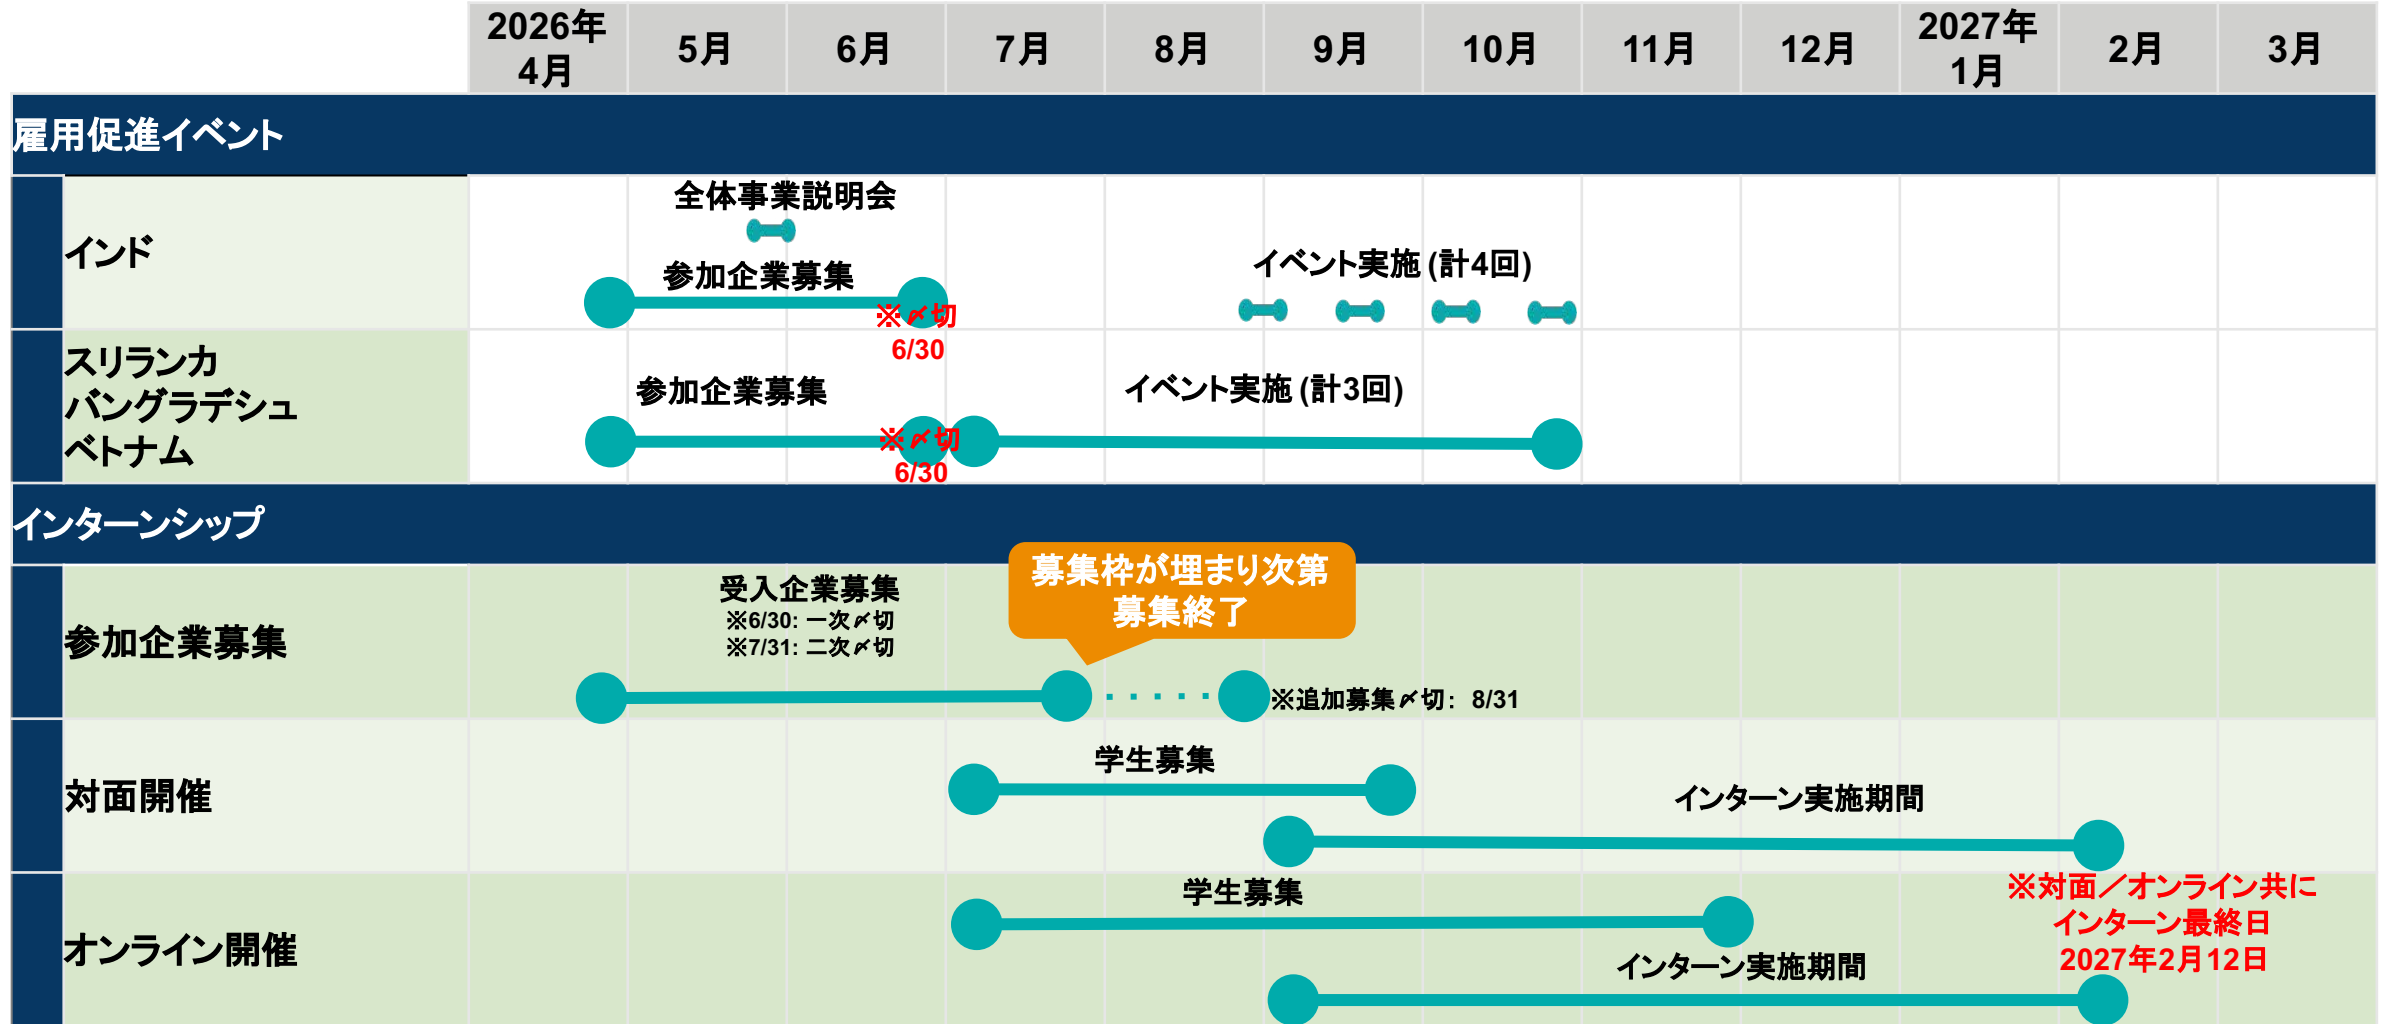 2026年
4月
5月
6月
7月
8月
9月
10月
11月
12月
2027年
1月
2月
3月
雇用促進イベント
インド
全体事業説明会
参加企業募集
※〆切
6/30
イベント実施 (計4回)
スリランカ
バングラデシュ
ベトナム
参加企業募集
※〆切
6/30
イベント実施 (計3回)
インターンシップ
参加企業募集
受入企業募集
※6/30: 一次〆切
※7/31: 二次〆切
募集枠が埋まり次第
募集終了
※追加募集〆切： 8/31
対面開催
学生募集
インターン実施期間
オンライン開催
学生募集
インターン実施期間
※対面／オンライン共に
インターン最終日
2027年2月12日